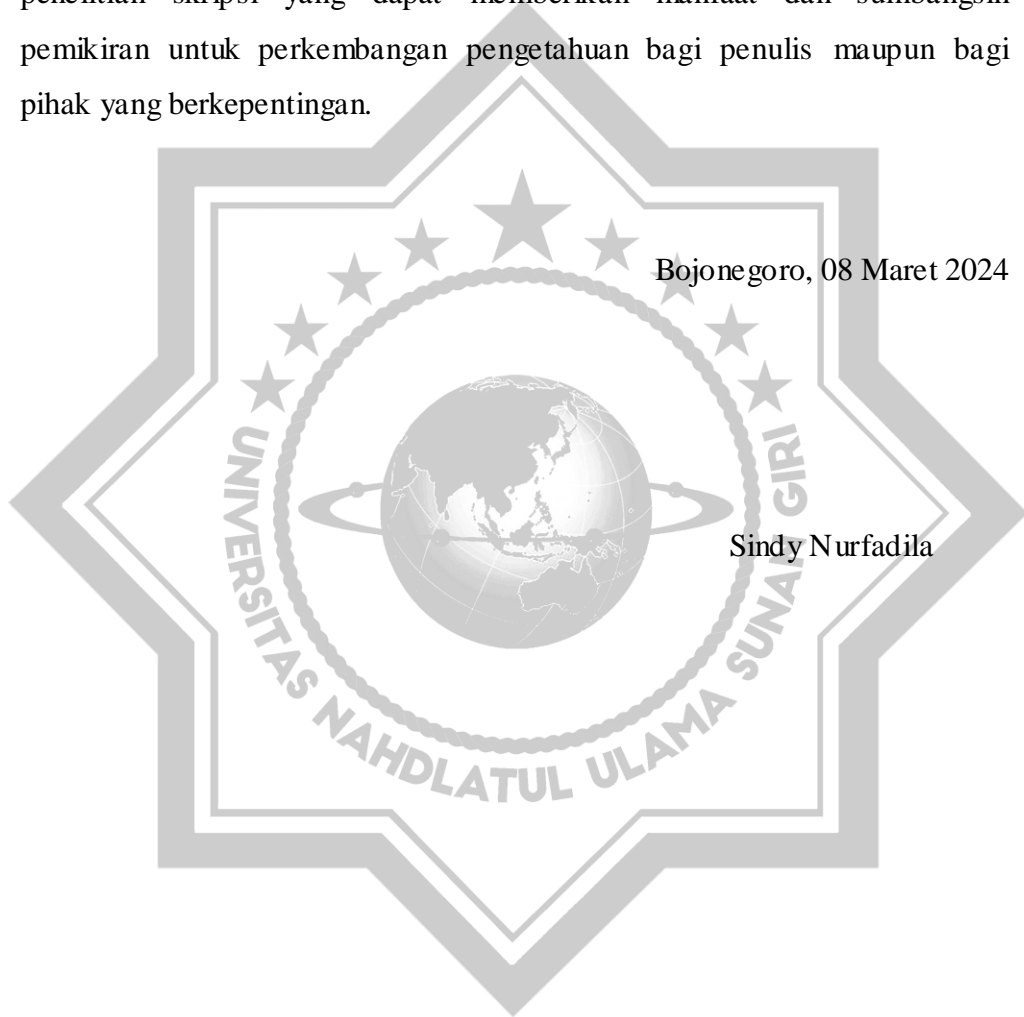 penelitian skripsi yang dapat memberikan manfaat dan sumbangsih
pemikiran untuk perkembangan pengetahuan bagi penulis maupun bagi
pihak yang berkepentingan.
Bojonegoro, 08 Maret 2024
Sindy Nurfadila
UNIVERSITAS NAHDLATUL ULAMA SUNAN GIRI